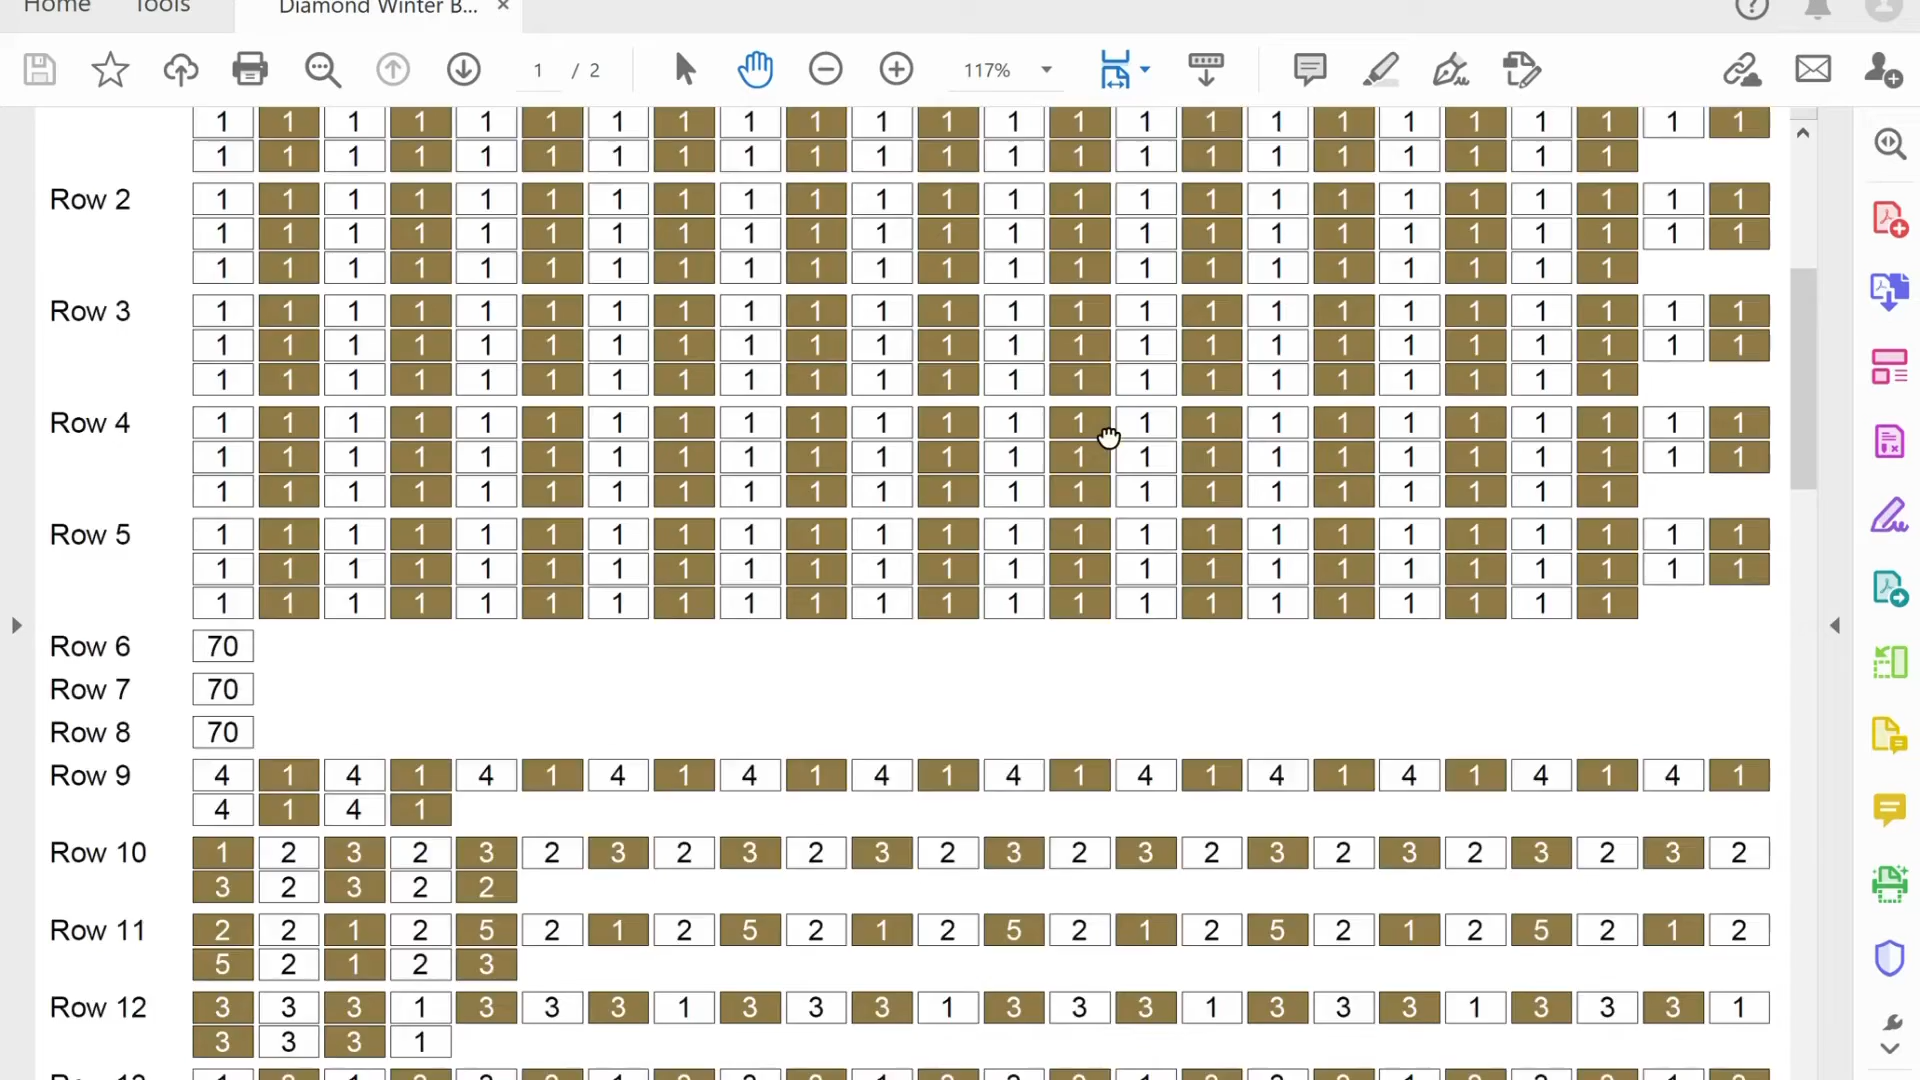 Home Tools Diamond Winter B... ×
1 / 2 117%
1 1 1 1 1 1 1 1 1 1 1 1 1 1 1 1 1 1 1 1 1 1 1 1
1 1 1 1 1 1 1 1 1 1 1 1 1 1 1 1 1 1 1 1 1 1
Row 2 1 1 1 1 1 1 1 1 1 1 1 1 1 1 1 1 1 1 1 1 1 1 1 1
1 1 1 1 1 1 1 1 1 1 1 1 1 1 1 1 1 1 1 1 1 1 1 1
1 1 1 1 1 1 1 1 1 1 1 1 1 1 1 1 1 1 1 1 1 1
Row 3 1 1 1 1 1 1 1 1 1 1 1 1 1 1 1 1 1 1 1 1 1 1 1 1
1 1 1 1 1 1 1 1 1 1 1 1 1 1 1 1 1 1 1 1 1 1 1 1
1 1 1 1 1 1 1 1 1 1 1 1 1 1 1 1 1 1 1 1 1 1
Row 4 1 1 1 1 1 1 1 1 1 1 1 1 1 1 1 1 1 1 1 1 1 1 1 1
1 1 1 1 1 1 1 1 1 1 1 1 1 1 1 1 1 1 1 1 1 1 1 1
1 1 1 1 1 1 1 1 1 1 1 1 1 1 1 1 1 1 1 1 1 1
Row 5 1 1 1 1 1 1 1 1 1 1 1 1 1 1 1 1 1 1 1 1 1 1 1 1
1 1 1 1 1 1 1 1 1 1 1 1 1 1 1 1 1 1 1 1 1 1 1 1
1 1 1 1 1 1 1 1 1 1 1 1 1 1 1 1 1 1 1 1 1 1
Row 6 70
Row 7 70
Row 8 70
Row 9 4 1 4 1 4 1 4 1 4 1 4 1 4 1 4 1 4 1 4 1 4 1 4 1
4 1 4 1
Row 10 1 2 3 2 3 2 3 2 3 2 3 2 3 2 3 2 3 2 3 2 3 2 3 2
3 2 3 2 2
Row 11 2 2 1 2 5 2 1 2 5 2 1 2 5 2 1 2 5 2 1 2 5 2 1 2
5 2 1 2 3
Row 12 3 3 3 1 3 3 3 1 3 3 3 1 3 3 3 1 3 3 3 1 3 3 3 1
3 3 3 1